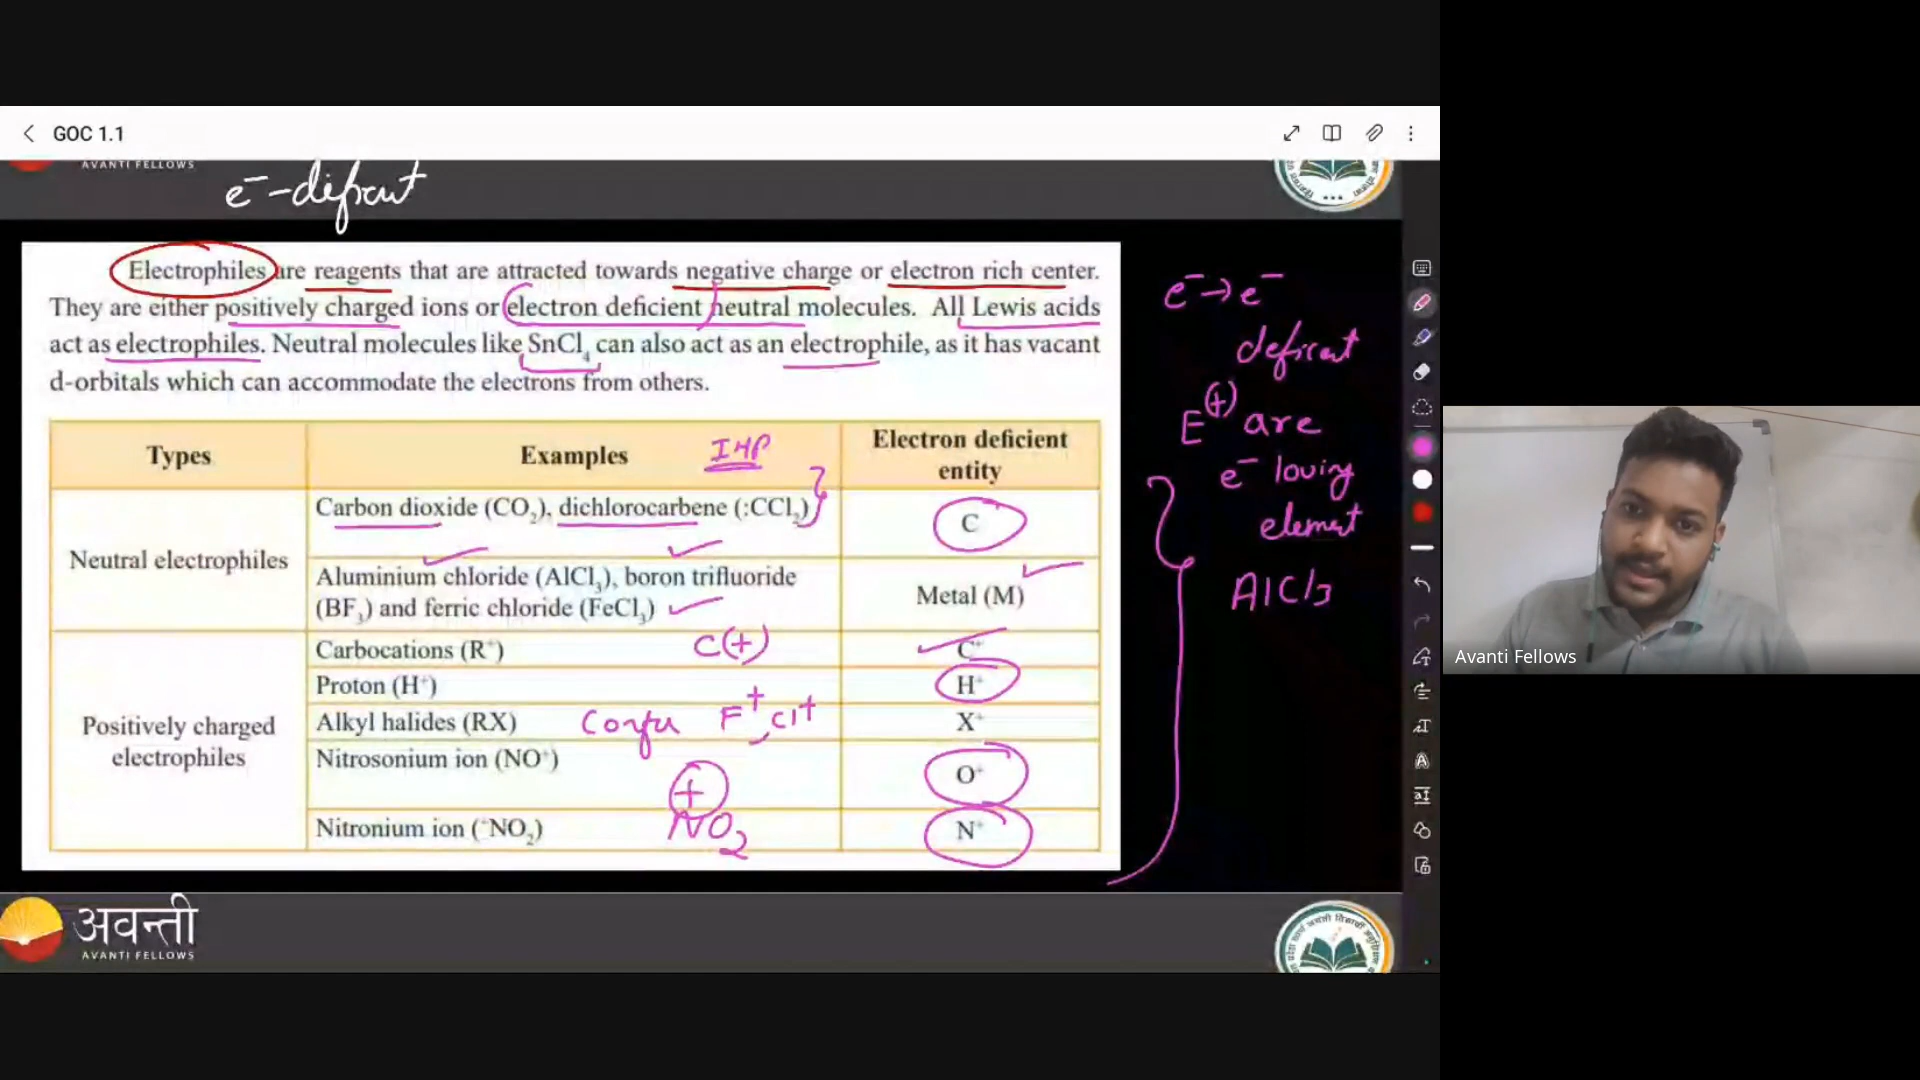 GOC 1.1
AVANTI FELLOWS
e⁻-deficient
Electrophiles are reagents that are attracted towards negative charge or electron rich center.
They are either positively charged ions or electron deficient neutral molecules. All Lewis acids
act as electrophiles. Neutral molecules like SnCl₄ can also act as an electrophile, as it has vacant
d-orbitals which can accommodate the electrons from others.
Types Examples IMP Electron deficient
entity
Neutral electrophiles
Carbon dioxide (CO₂), dichlorocarbene (:CCl₂) C
Aluminium chloride (AlCl₃), boron trifluoride
(BF₃) and ferric chloride (FeCl₃) Metal (M)
Positively charged
electrophiles
Carbocations (R⁺) C(+) C⁺
Proton (H⁺) H⁺
Alkyl halides (RX) F⁺, Cl⁺ X⁺
Nitrosonium ion (NO⁺) O⁺
Nitronium ion (⁺NO₂) ⊕NO₂ N⁺
e⁻→e⁻
deficient
E⊕ are
e⁻ loving
element
AlCl3
Avanti Fellows
अवन्ती
AVANTI FELLOWS